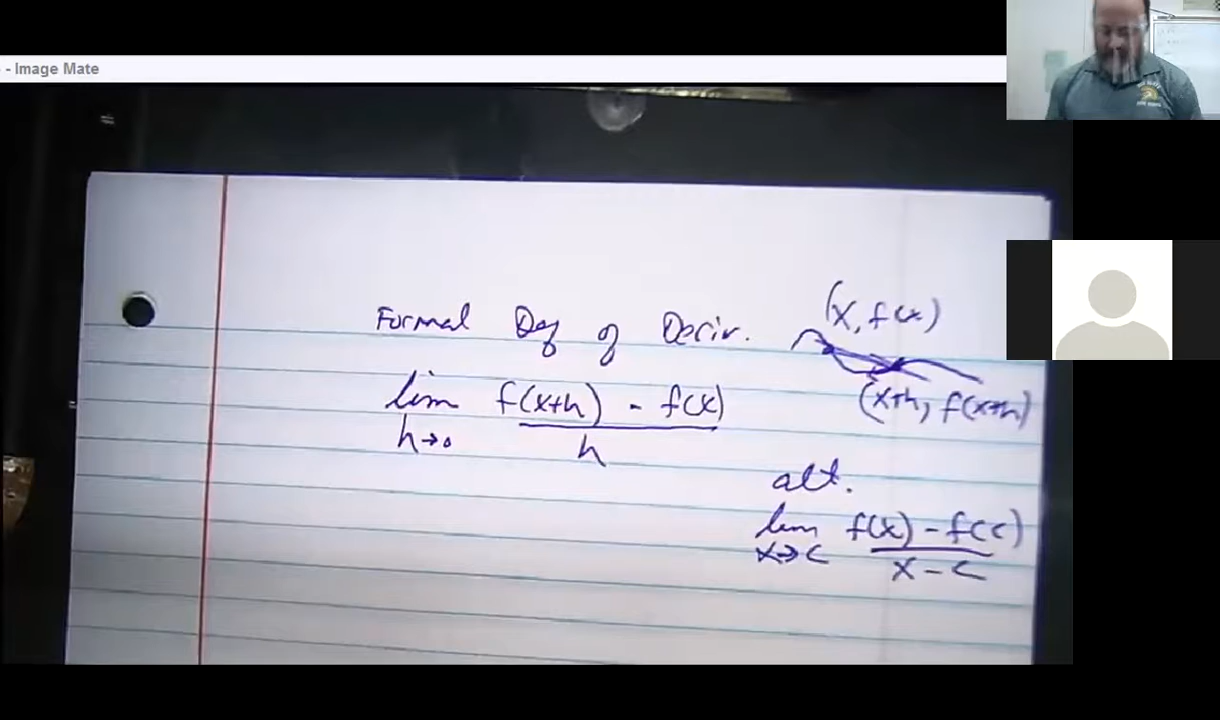 - Image Mate
Formal Def of Deriv.
(x, f(x)
(x+h, f(x+h)
lim f(x+h) - f(x)
h→0 h
alt.
lim f(x) - f(c)
x→c x - c